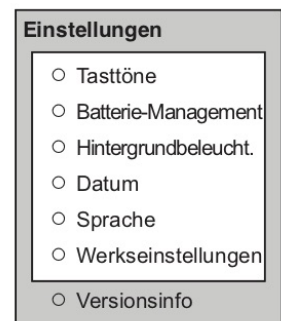 Einstellungen
Tasttöne
Batterie-Management
Hintergrundbeleucht.
Datum
Sprache
Werkseinstellungen
Versionsinfo